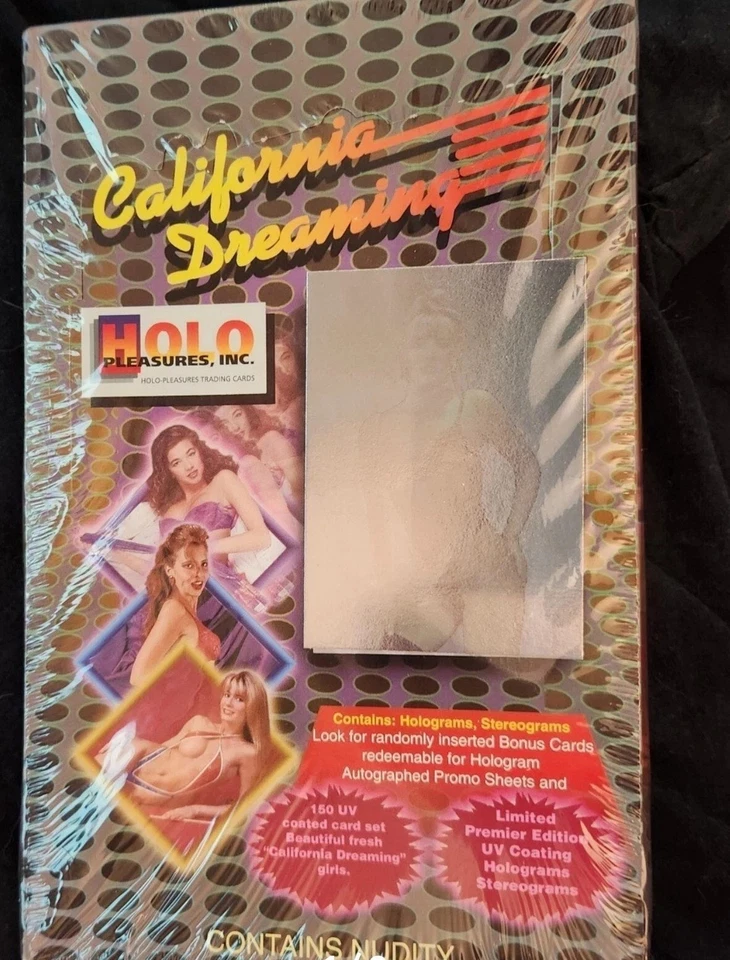 California
Dreaming
HOLO
PLEASURES, INC.
HOLO-PLEASURES TRADING CARDS
Contains: Holograms, Stereograms
Look for randomly inserted Bonus Cards
redeemable for Hologram
Autographed Promo Sheets and
150 UV
coated card set
Beautiful fresh
"California Dreaming"
girls.
Limited
Premier Edition
UV Coating
Holograms
Stereograms
CONTAINS NUDITY